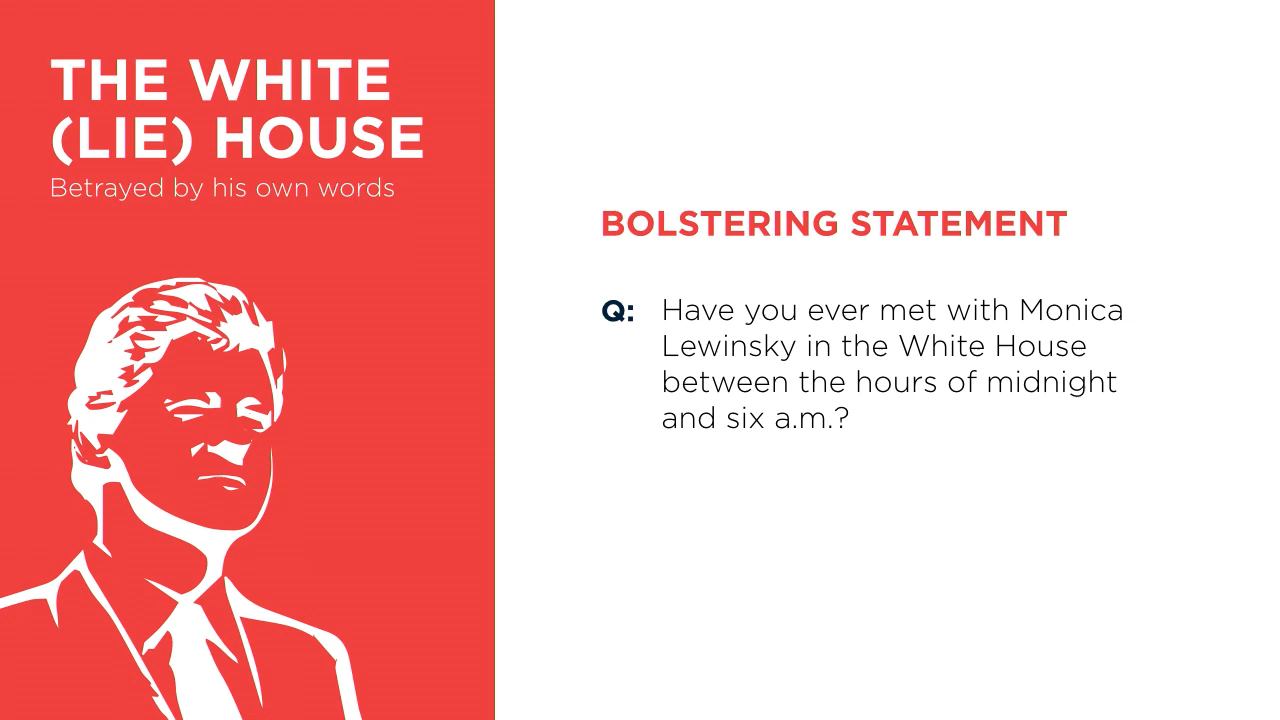 THE WHITE
(LIE) HOUSE
Betrayed by his own words
BOLSTERING STATEMENT
Q: Have you ever met with Monica
Lewinsky in the White House
between the hours of midnight
and six a.m.?